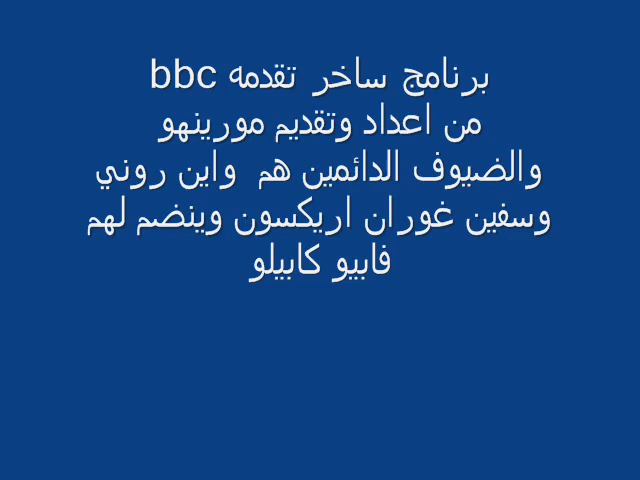 برنامج ساخر تقدمه bbc
من اعداد وتقديم مورينهو
والضيوف الدائمين هم واين روني
وسفين غوران اريكسون وينضم لهم
فابيو كابيلو